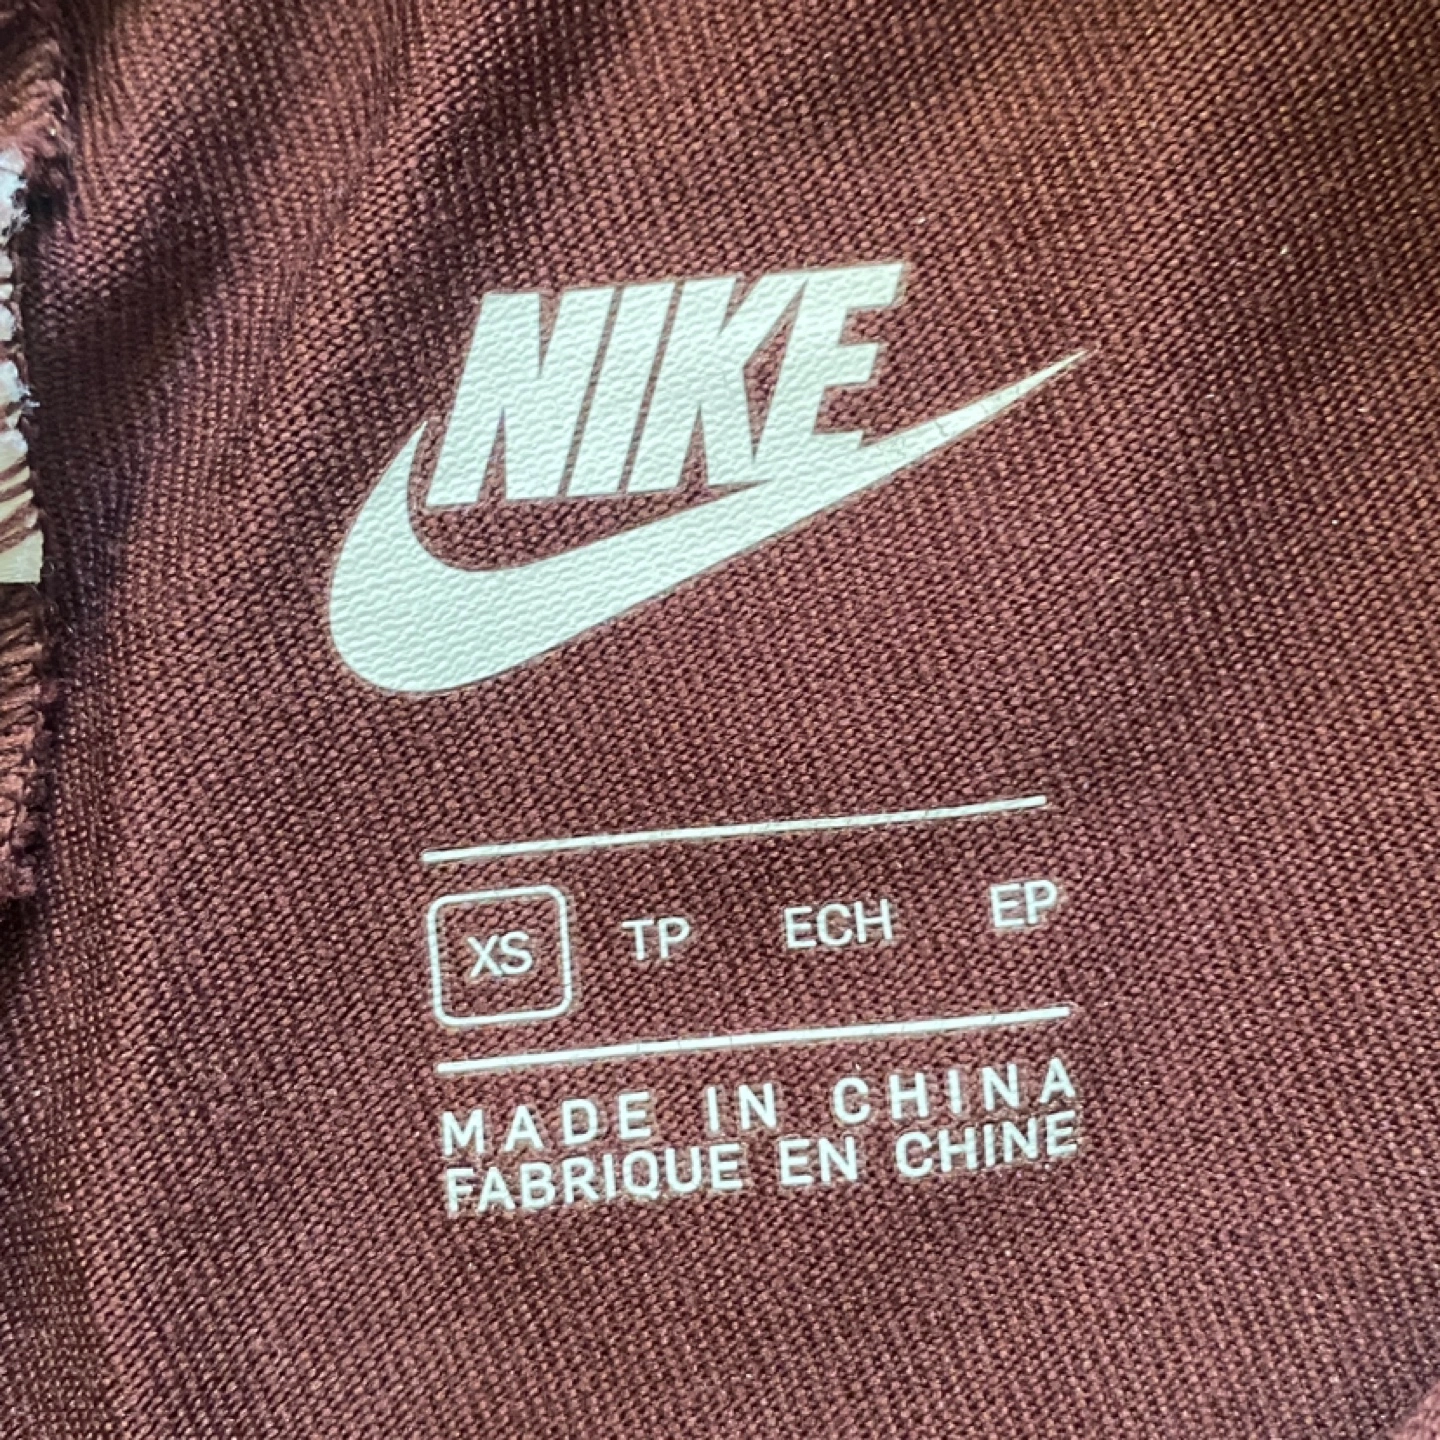 NIKE
XS TP ECH EP
MADE IN CHINA
FABRIQUE EN CHINE